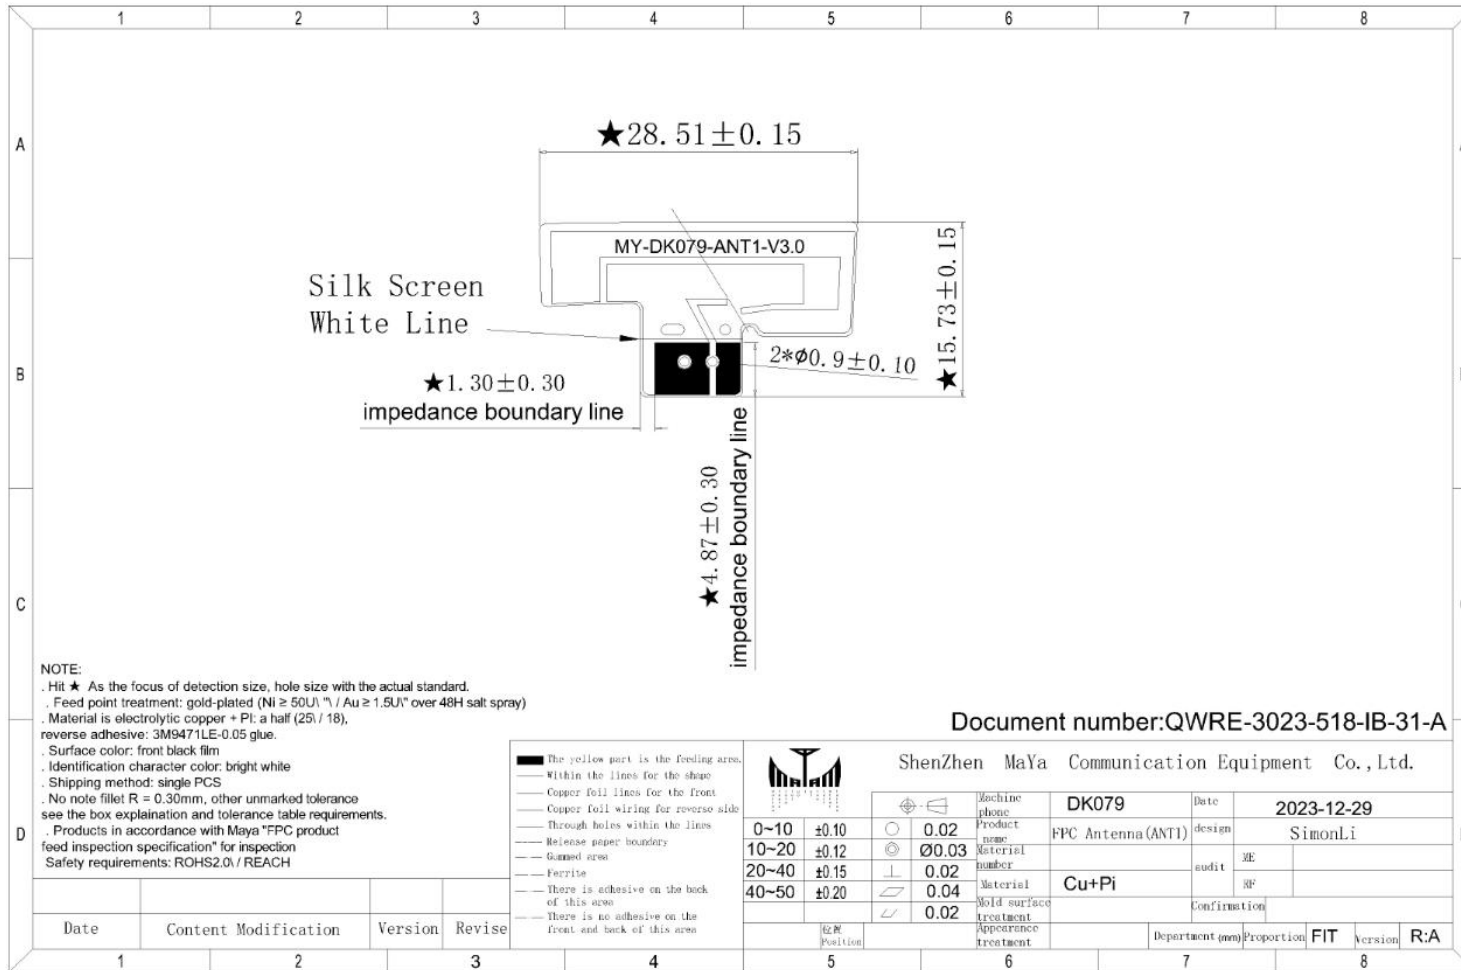 1 2 3 4 5 6 7 8
A
B
C
D
★28.51±0.15
MY-DK079-ANT1-V3.0
★15.73±0.15
Silk Screen
White Line
2*Ø0.9±0.10
★1.30±0.30
impedance boundary line
★4.87±0.30
impedance boundary line
NOTE:
. Hit ★ As the focus of detection size, hole size with the actual standard.
. Feed point treatment: gold-plated (Ni ≥ 50U\ "\ / Au ≥ 1.5U\" over 48H salt spray)
. Material is electrolytic copper + PI: a half (25\ / 18),
reverse adhesive: 3M9471LE-0.05 glue.
. Surface color: front black film
. Identification character color: bright white
. Shipping method: single PCS
. No note fillet R = 0.30mm, other unmarked tolerance
see the box explaination and tolerance table requirements.
. Products in accordance with Maya "FPC product
feed inspection specification" for inspection
Safety requirements: ROHS2.0\ / REACH
Date Content Modification Version Revise
The yellow part is the feeding area.
Within the lines for the shape
Copper foil lines for the front
Copper foil wiring for reverse side
Through holes within the lines
Release paper boundary
Gummed area
Ferrite
There is adhesive on the back
of this area
There is no adhesive on the
front and back of this area
Document number:QWRE-3023-518-IB-31-A
ShenZhen MaYa Communication Equipment Co.,Ltd.
0~10 ±0.10 0.02
10~20 ±0.12 Ø0.03
20~40 ±0.15 0.02
40~50 ±0.20 0.04
0.02
位置
Position
Machine
phone
DK079
Date
2023-12-29
Product
name
FPC Antenna(ANT1)
design
SimonLi
Material
number
audit
ME
RF
Material
Cu+Pi
Mold surface
treatment
Confirmation
Appearance
treatment
Department (mm) Proportion FIT Version R:A
1 2 3 4 5 6 7 8